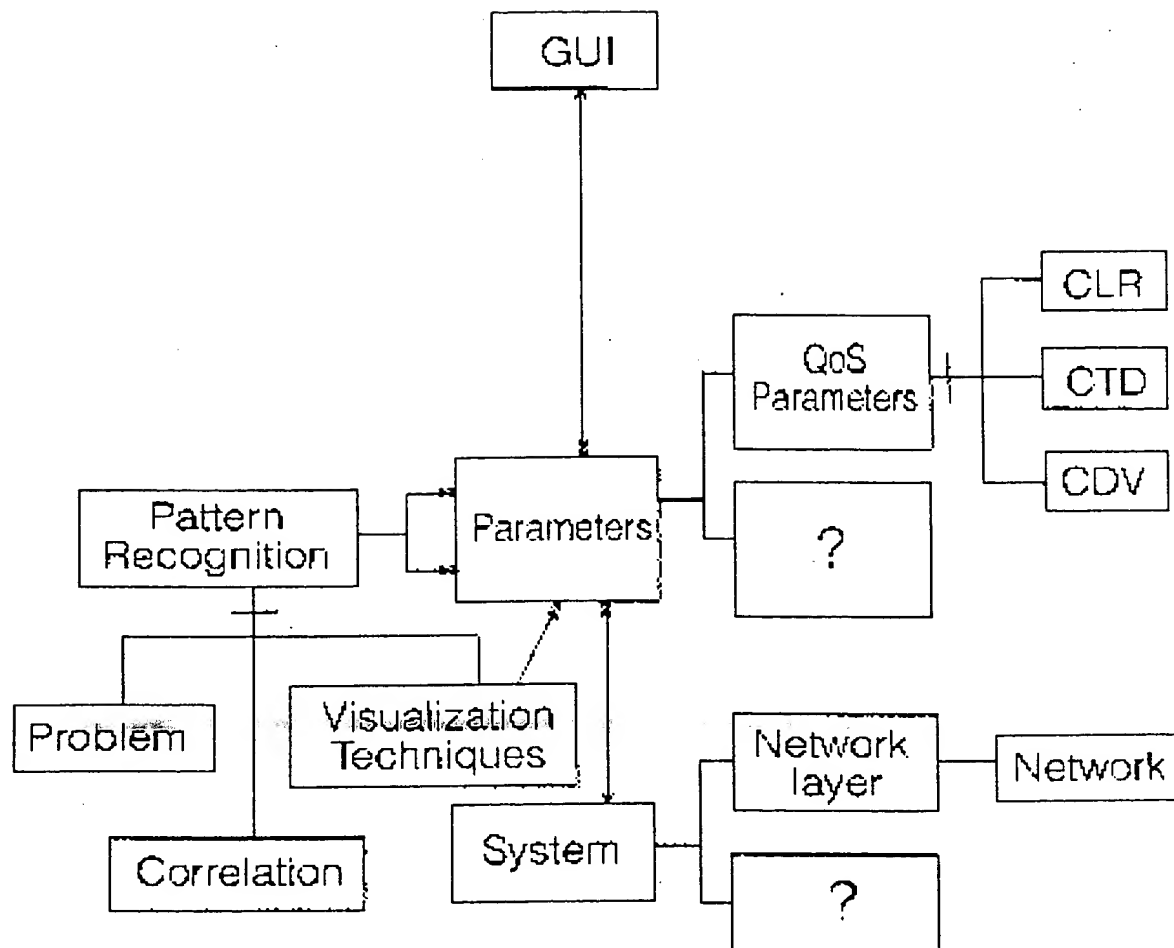 GUI
CLR
QoS
Parameters
CTD
CDV
Pattern
Recognition
Parameters
?
Problem
Visualization
Techniques
Network
layer
Network
System
Correlation
?